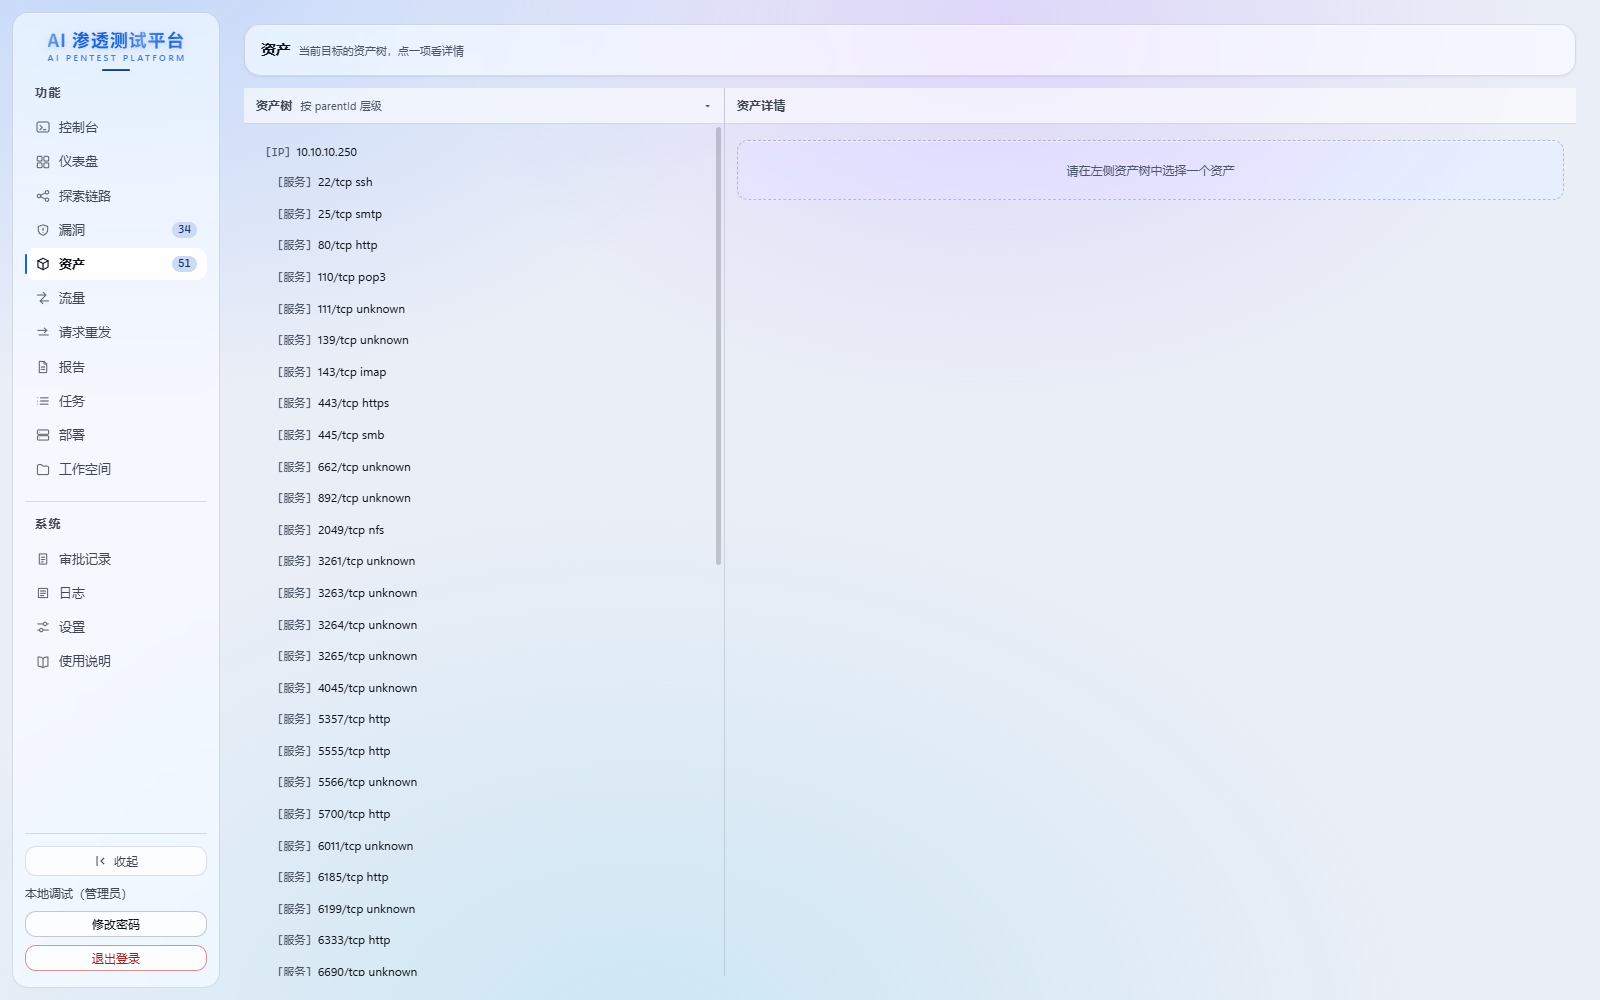 AI 渗透测试平台
AI PENTEST PLATFORM
功能
控制台
仪表盘
探索链路
漏洞 34
资产 51
流量
请求重发
报告
任务
部署
工作空间
系统
审批记录
日志
设置
使用说明
收起
本地调试（管理员）
修改密码
退出登录
资产 当前目标的资产树，点一项看详情
资产树 按 parentId 层级
[IP] 10.10.10.250
[服务] 22/tcp ssh
[服务] 25/tcp smtp
[服务] 80/tcp http
[服务] 110/tcp pop3
[服务] 111/tcp unknown
[服务] 139/tcp unknown
[服务] 143/tcp imap
[服务] 443/tcp https
[服务] 445/tcp smb
[服务] 662/tcp unknown
[服务] 892/tcp unknown
[服务] 2049/tcp nfs
[服务] 3261/tcp unknown
[服务] 3263/tcp unknown
[服务] 3264/tcp unknown
[服务] 3265/tcp unknown
[服务] 4045/tcp unknown
[服务] 5357/tcp http
[服务] 5555/tcp http
[服务] 5566/tcp unknown
[服务] 5700/tcp http
[服务] 6011/tcp unknown
[服务] 6185/tcp http
[服务] 6199/tcp unknown
[服务] 6333/tcp http
[服务] 6690/tcp unknown
资产详情
请在左侧资产树中选择一个资产